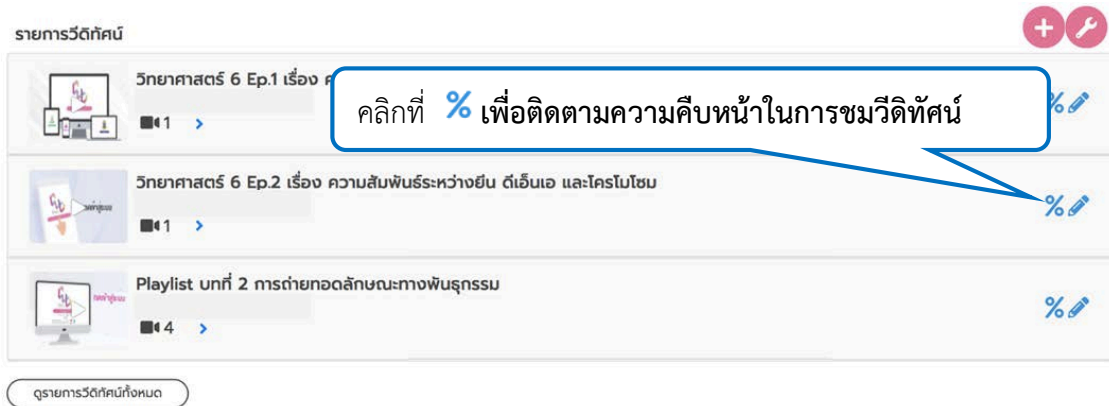 รายการวีดิทัศน์
วิทยาศาสตร์ 6 Ep.1 เรื่อง
คลิกที่ % เพื่อติดตามความคืบหน้าในการชมวีดิทัศน์
%
1 >
วิทยาศาสตร์ 6 Ep.2 เรื่อง ความสัมพันธ์ระหว่างยีน ดีเอ็นเอ และโครโมโซม
%
1 >
Playlist บทที่ 2 การถ่ายทอดลักษณะทางพันธุกรรม
%
4 >
ดูรายการวีดิทัศน์ทั้งหมด